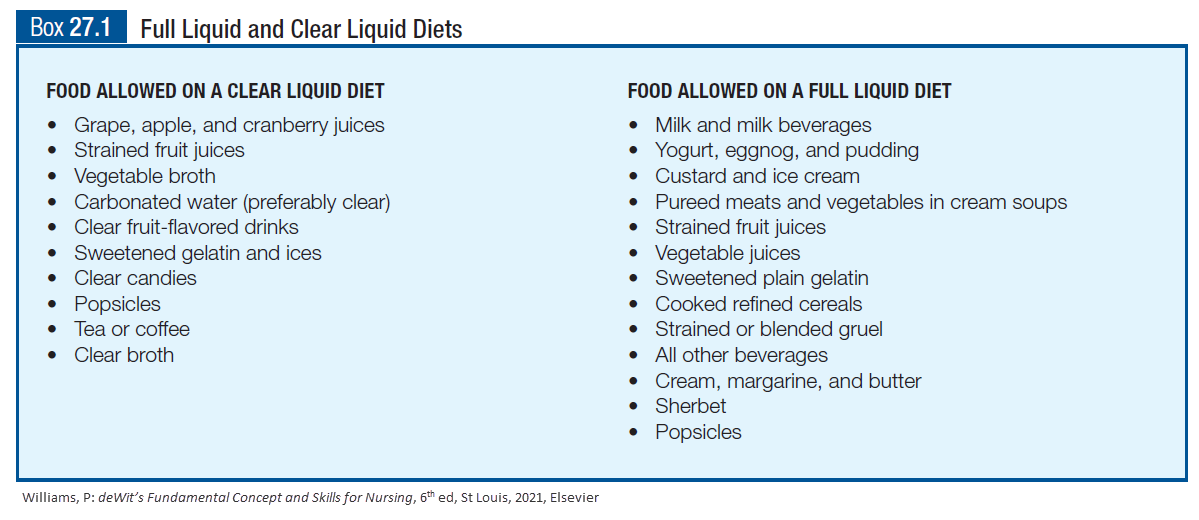 Box 27.1 Full Liquid and Clear Liquid Diets
FOOD ALLOWED ON A CLEAR LIQUID DIET
• Grape, apple, and cranberry juices
• Strained fruit juices
• Vegetable broth
• Carbonated water (preferably clear)
• Clear fruit-flavored drinks
• Sweetened gelatin and ices
• Clear candies
• Popsicles
• Tea or coffee
• Clear broth
FOOD ALLOWED ON A FULL LIQUID DIET
• Milk and milk beverages
• Yogurt, eggnog, and pudding
• Custard and ice cream
• Pureed meats and vegetables in cream soups
• Strained fruit juices
• Vegetable juices
• Sweetened plain gelatin
• Cooked refined cereals
• Strained or blended gruel
• All other beverages
• Cream, margarine, and butter
• Sherbet
• Popsicles
Williams, P: deWit's Fundamental Concept and Skills for Nursing, 6th ed, St Louis, 2021, Elsevier